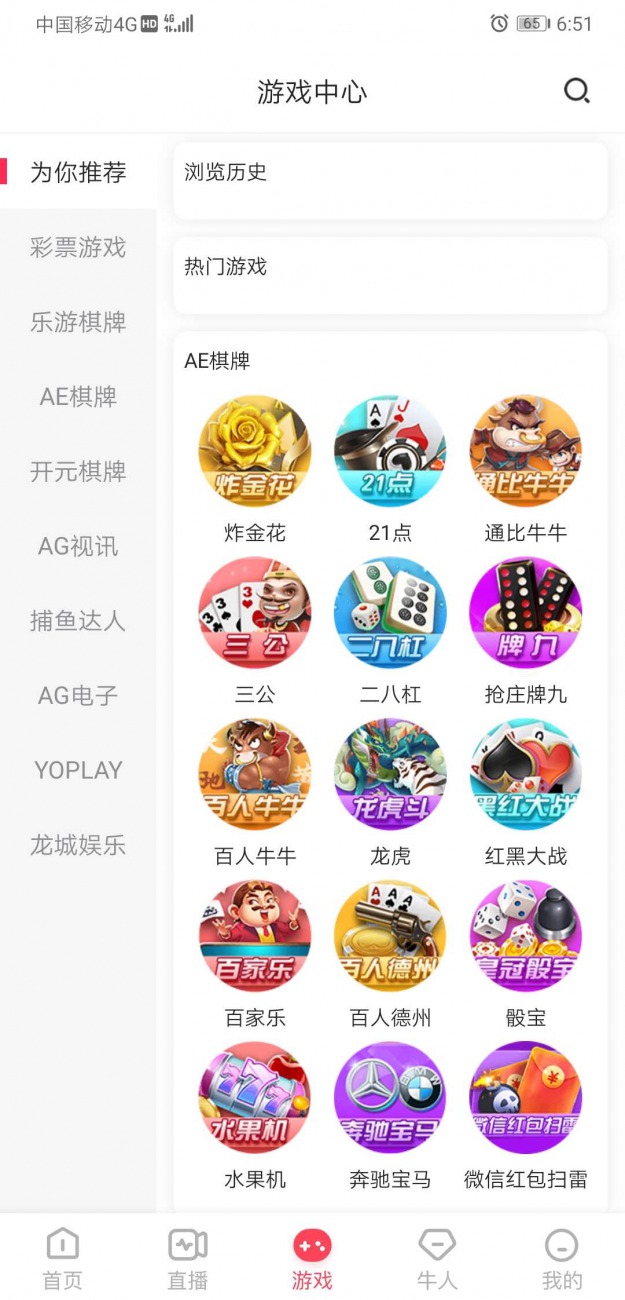 中国移动4G HD 4G 65 6:51
游戏中心
为你推荐
彩票游戏
乐游棋牌
AE棋牌
开元棋牌
AG视讯
捕鱼达人
AG电子
YOPLAY
龙城娱乐
浏览历史
热门游戏
AE棋牌
炸金花 21点 通比牛牛
炸金花 21点 通比牛牛
三公 二八杠 牌九
三公 二八杠 抢庄牌九
百人牛牛 龙虎斗 黑红大战
百人牛牛 龙虎 红黑大战
百家乐 百人德州 皇冠骰宝
百家乐 百人德州 骰宝
777
水果机 奔驰宝马 微信红包扫雷
水果机 奔驰宝马 微信红包扫雷
首页 直播 游戏 牛人 我的